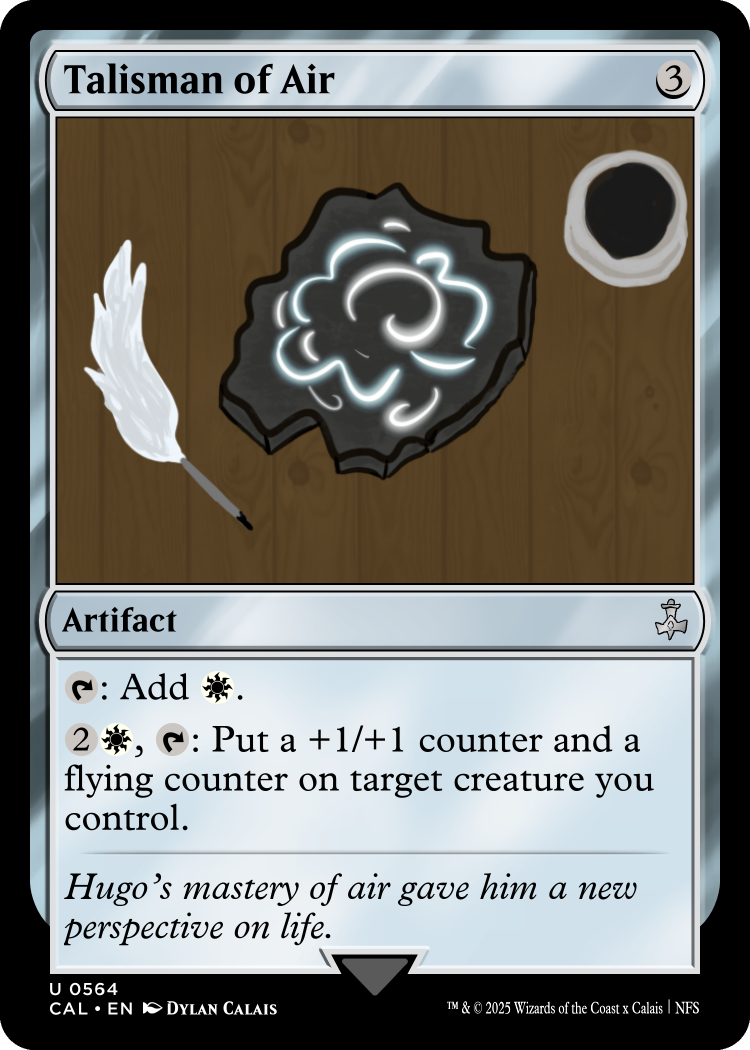 Talisman of Air 3
Artifact
: Add .
2, : Put a +1/+1 counter and a
flying counter on target creature you
control.
Hugo's mastery of air gave him a new
perspective on life.
U 0564
CAL • EN Dylan Calais
™ & © 2025 Wizards of the Coast x Calais | NFS